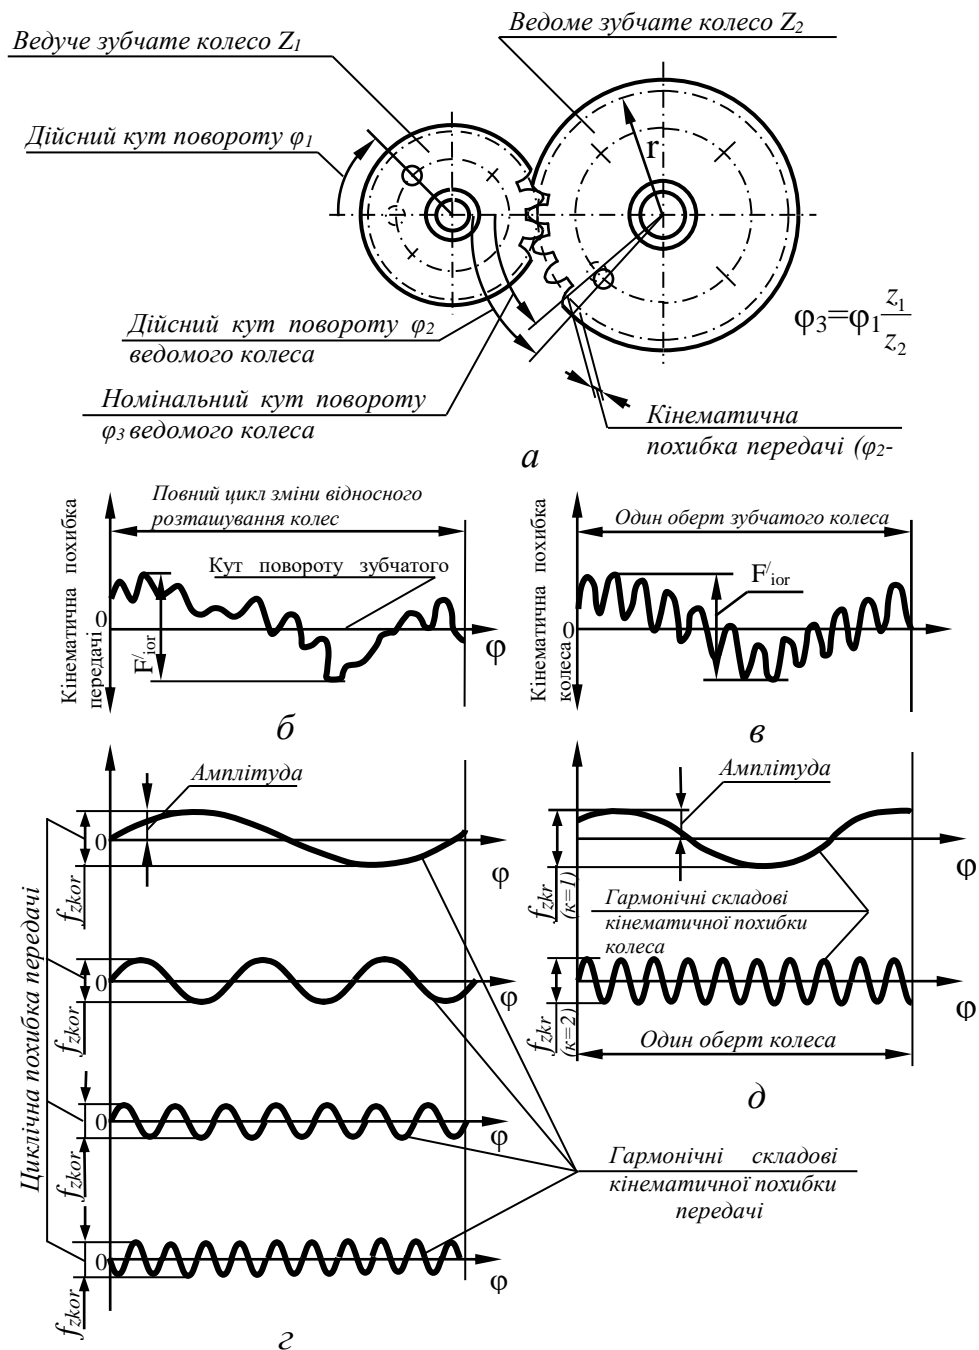 Ведуче зубчате колесо Z1
Ведоме зубчате колесо Z2
Дійсний кут повороту φ1
r
φ3=φ1 z1/z2
Дійсний кут повороту φ2
ведомого колеса
Номінальний кут повороту
φ3 ведомого колеса
Кінематична
похибка передачі (φ2-
а
Кінематична похибка
передачі
Повний цикл зміни відносного
розташування колес
Кут повороту зубчатого
0
F/ior
φ
б
Кінематична похибка
колеса
Один оберт зубчатого колеса
F/ior
0
в
Циклічна похибка передачі
Амплітуда
0
φ
fzkor
0
φ
fzkor
0
φ
fzkor
0
φ
fzkor
г
Амплітуда
φ
fzkr
(к=1)
Гармонічні складові
кінематичної похибки
колеса
φ
fzkr
(к=2)
Один оберт колеса
д
Гармонічні складові
кінематичної похибки
передачі